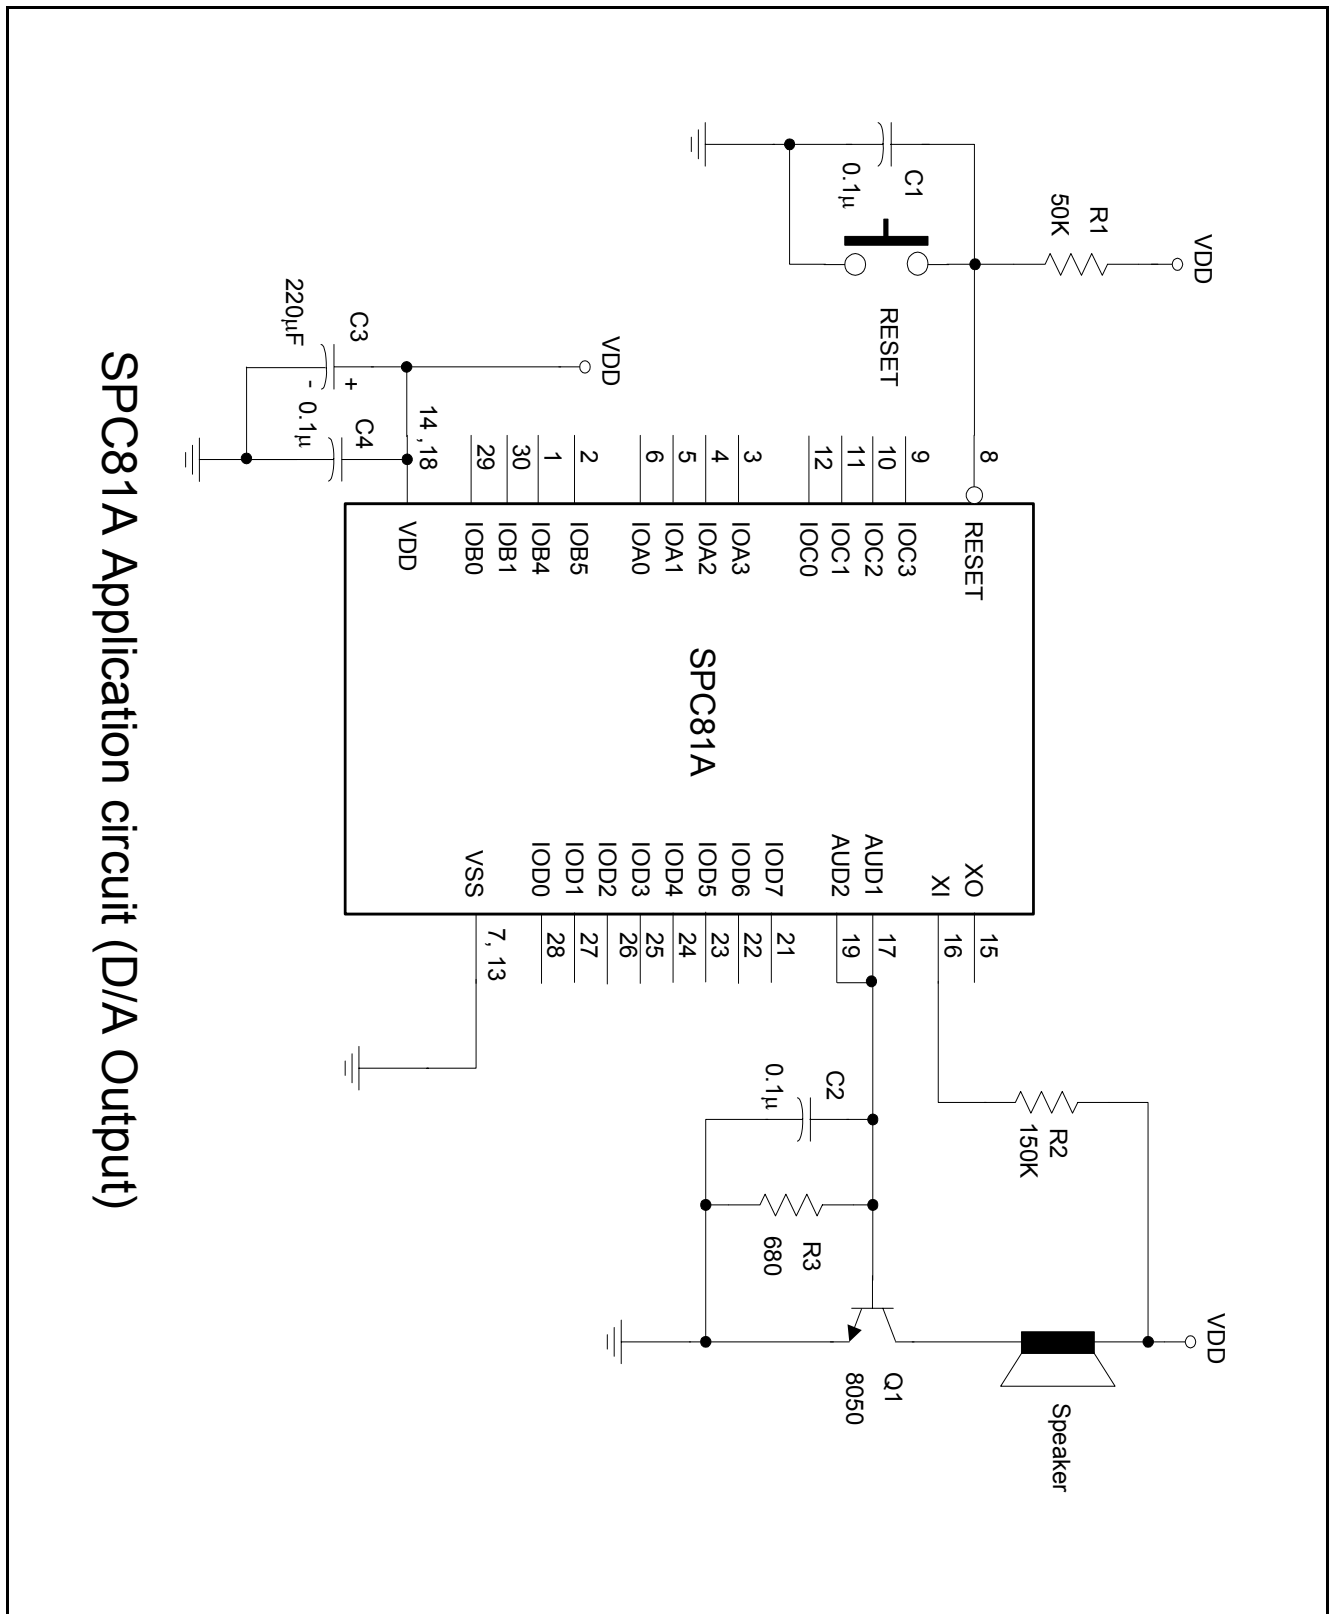 VDD
R1
50K
C1
0.1μ
RESET
VDD
C3
220μF
+
-
C4
0.1μ
14 ,18
8
9
10
11
12
3
4
5
6
2
1
30
29
RESET
IOC3
IOC2
IOC1
IOC0
IOA3
IOA2
IOA1
IOA0
IOB5
IOB4
IOB1
IOB0
VDD
SPC81A
XO
XI
AUD1
AUD2
IOD7
IOD6
IOD5
IOD4
IOD3
IOD2
IOD1
IOD0
VSS
15
16
17
19
21
22
23
24
25
26
27
28
7, 13
R2
150K
C2
0.1μ
R3
680
Q1
8050
VDD
Speaker
SPC81A Application circuit (D/A Output)